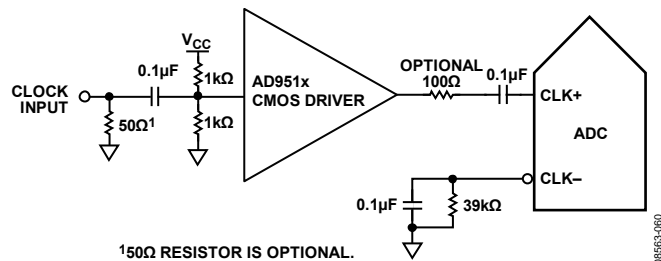 V_CC
0.1µF
1kΩ
CLOCK
INPUT
50Ω¹
1kΩ
AD951x
CMOS DRIVER
OPTIONAL
100Ω
0.1µF
CLK+
ADC
CLK–
0.1µF
39kΩ
¹50Ω RESISTOR IS OPTIONAL.
08563-060